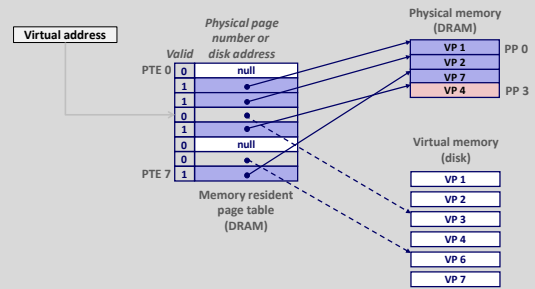 Virtual address
Physical page
number or
disk address
Valid
PTE 0
0
null
1
1
0
1
0
null
0
PTE 7
1
Memory resident
page table
(DRAM)
Physical memory
(DRAM)
VP 1
PP 0
VP 2
VP 7
VP 4
PP 3
Virtual memory
(disk)
VP 1
VP 2
VP 3
VP 4
VP 6
VP 7